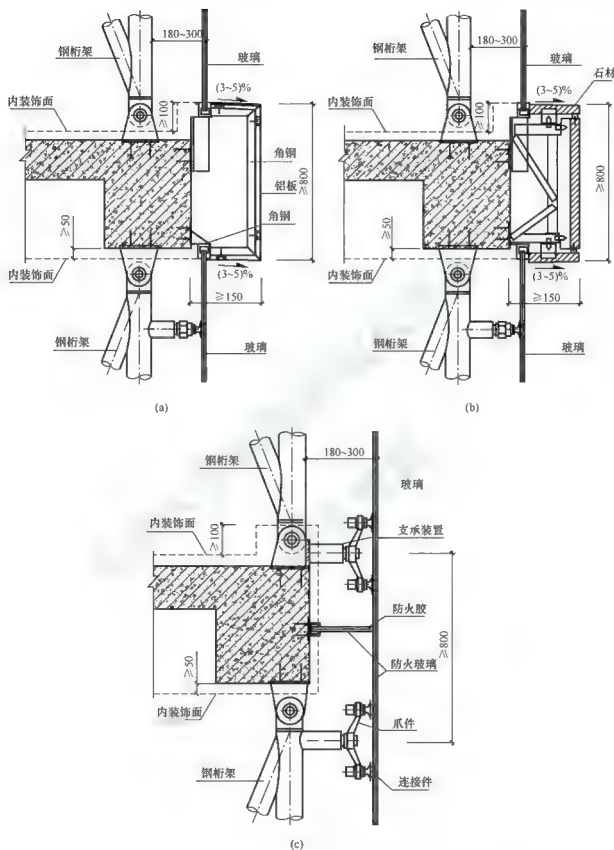 180~300
钢桁架
玻璃
(3~5)%
内装饰面
≥100
角钢
铝板
≥800
≥50
角钢
内装饰面
(3~5)%
≥150
钢桁架
玻璃
(a)
180~300
钢桁架
玻璃
石材
(3~5)%
内装饰面
≥100
≥800
≥50
内装饰面
(3~5)%
≥150
钢桁架
玻璃
(b)
180~300
钢桁架
玻璃
内装饰面
≥100
支承装置
防火胶
≥800
防火玻璃
≥50
内装饰面
爪件
钢桁架
连接件
(c)